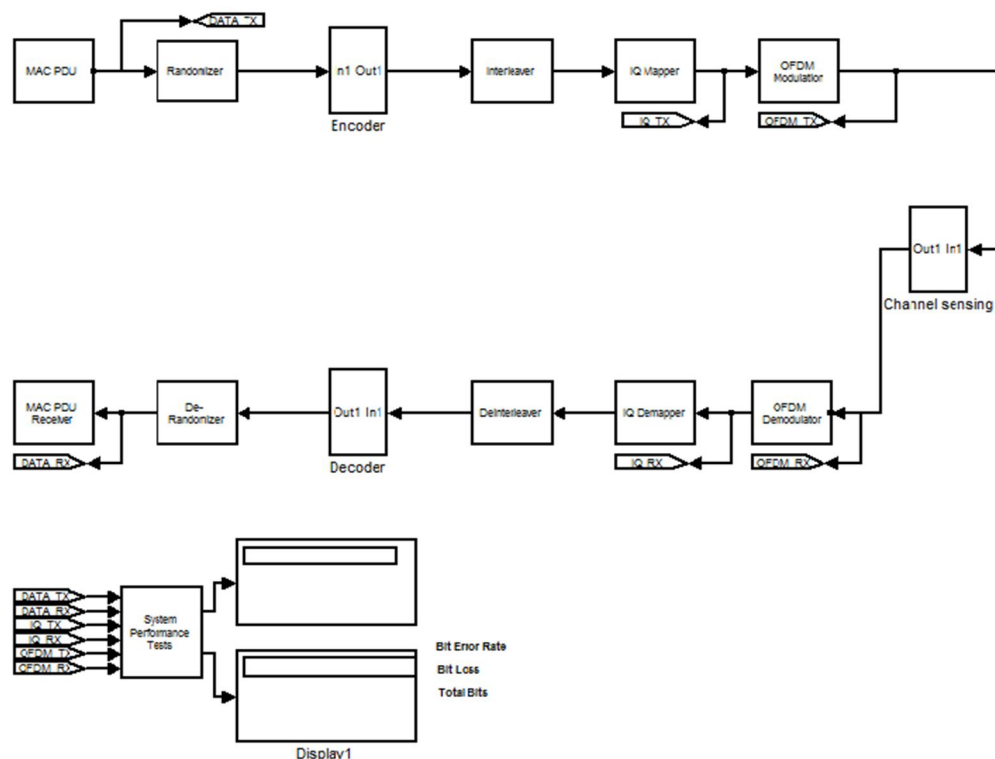 DATA_TX
MAC PDU
Randomizer
n1 Out1
Encoder
Interleaver
IQ Mapper
OFDM
Modulation
IQ_TX
OFDM_TX
Out1 In1
Channel sensing
MAC PDU
Receiver
De-
Randomizer
Out1 In1
Decoder
DeInterleaver
IQ Demapper
OFDM
Demodulator
DATA_RX
IQ_RX
OFDM_RX
DATA_TX
DATA_RX
IQ_TX
IQ_RX
OFDM_TX
OFDM_RX
System
Performance
Tests
Bit Error Rate
Bit Loss
Total Bits
Display1